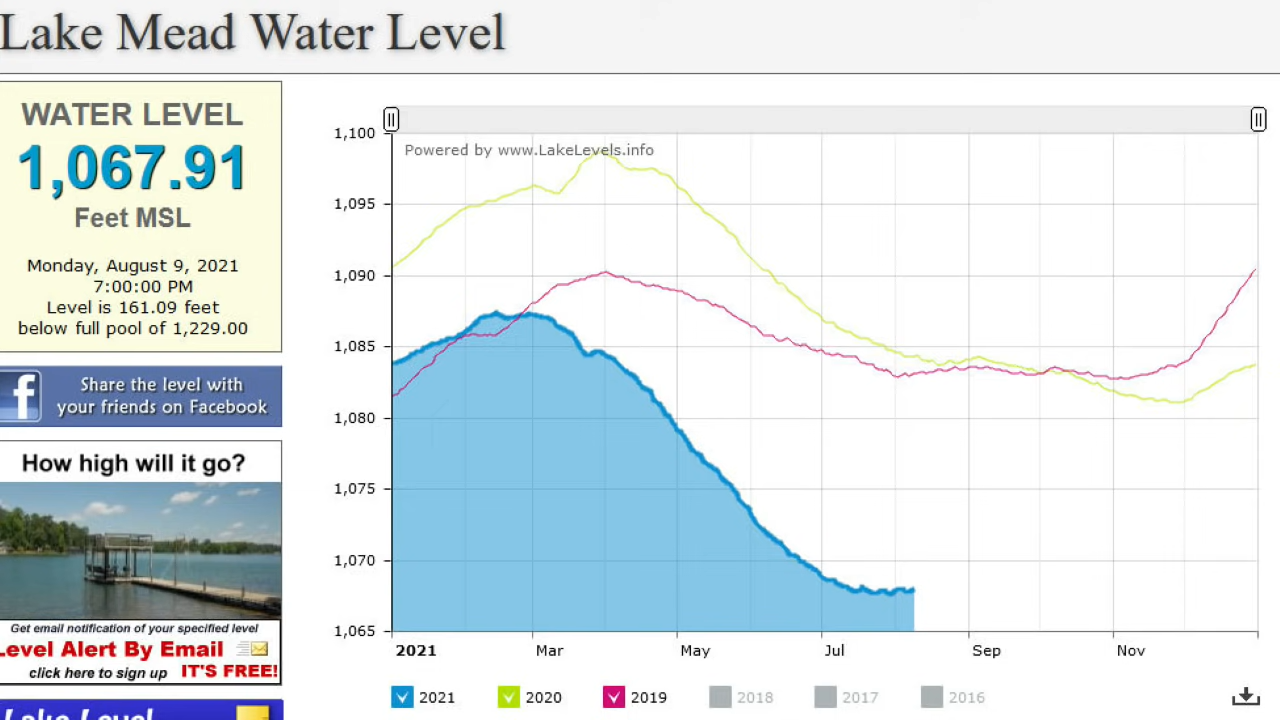 Lake Mead Water Level
WATER LEVEL
1,067.91
Feet MSL
Monday, August 9, 2021
7:00:00 PM
Level is 161.09 feet
below full pool of 1,229.00
f
Share the level with
your friends on Facebook
How high will it go?
Get email notification of your specified level
Level Alert By Email
click here to sign up IT'S FREE!
Lake Level
Powered by www.LakeLevels.info
1,100
1,095
1,090
1,085
1,080
1,075
1,070
1,065
2021 Mar May Jul Sep Nov
2021 2020 2019 2018 2017 2016